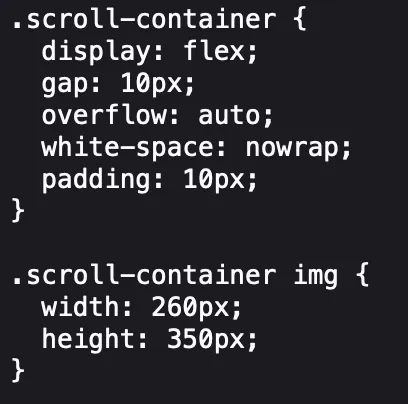 .scroll-container {
  display: flex;
  gap: 10px;
  overflow: auto;
  white-space: nowrap;
  padding: 10px;
}

.scroll-container img {
  width: 260px;
  height: 350px;
}